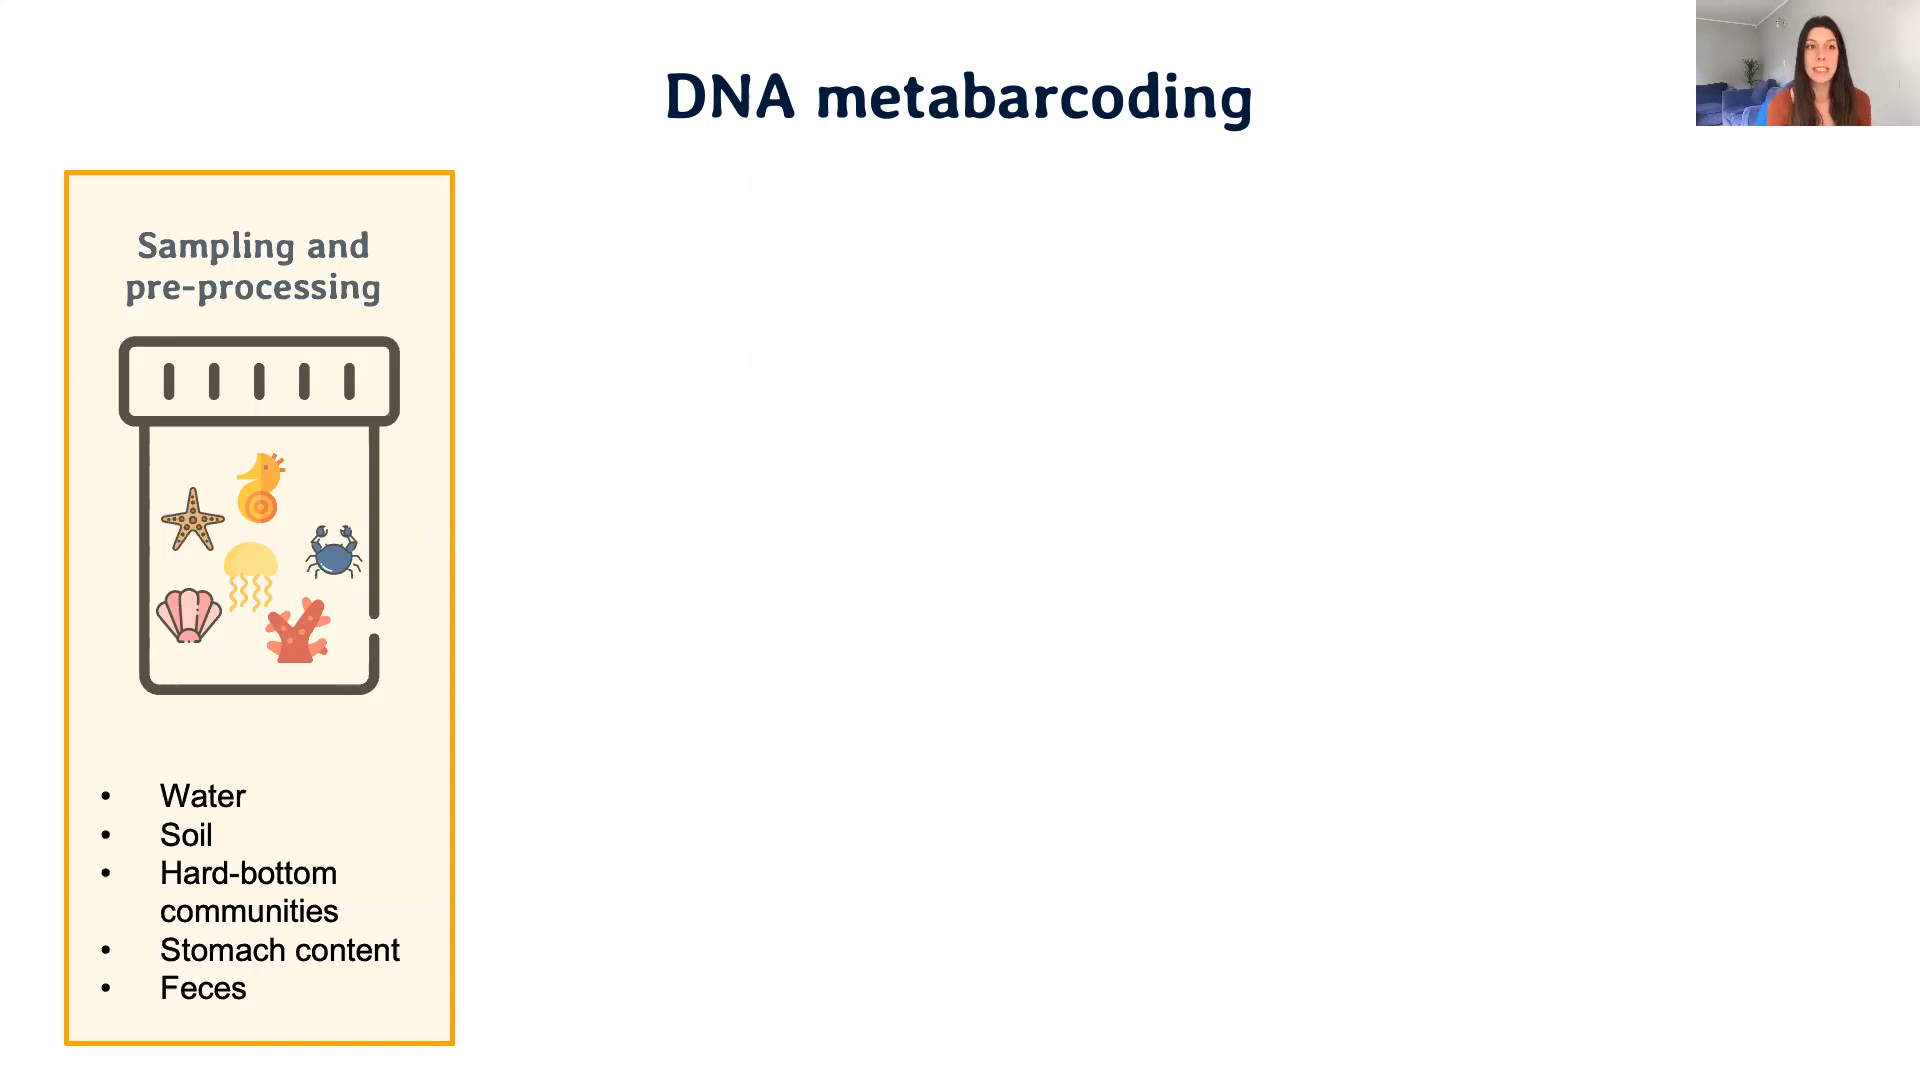 DNA metabarcoding
Sampling and
pre-processing
• Water
• Soil
• Hard-bottom
communities
• Stomach content
• Feces